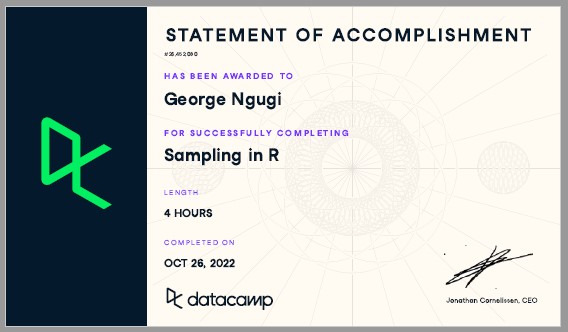 STATEMENT OF ACCOMPLISHMENT
HAS BEEN AWARDED TO
George Ngugi
FOR SUCCESSFULLY COMPLETING
Sampling in R
LENGTH
4 HOURS
COMPLETED ON
OCT 26, 2022
datacamp
Jonathan Cornelissen, CEO